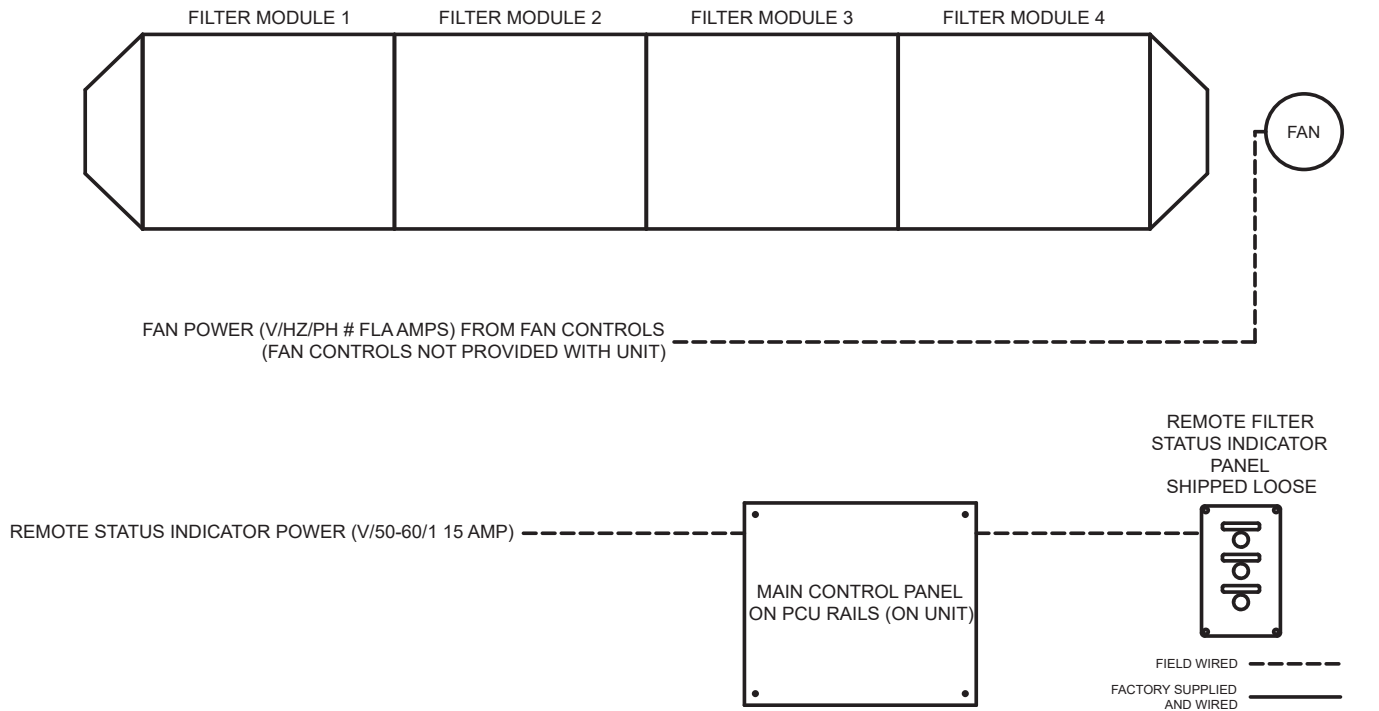 FILTER MODULE 1
FILTER MODULE 2
FILTER MODULE 3
FILTER MODULE 4
FAN
FAN POWER (V/HZ/PH # FLA AMPS) FROM FAN CONTROLS
(FAN CONTROLS NOT PROVIDED WITH UNIT)
REMOTE FILTER
STATUS INDICATOR
PANEL
SHIPPED LOOSE
REMOTE STATUS INDICATOR POWER (V/50-60/1 15 AMP)
MAIN CONTROL PANEL
ON PCU RAILS (ON UNIT)
FIELD WIRED
FACTORY SUPPLIED
AND WIRED